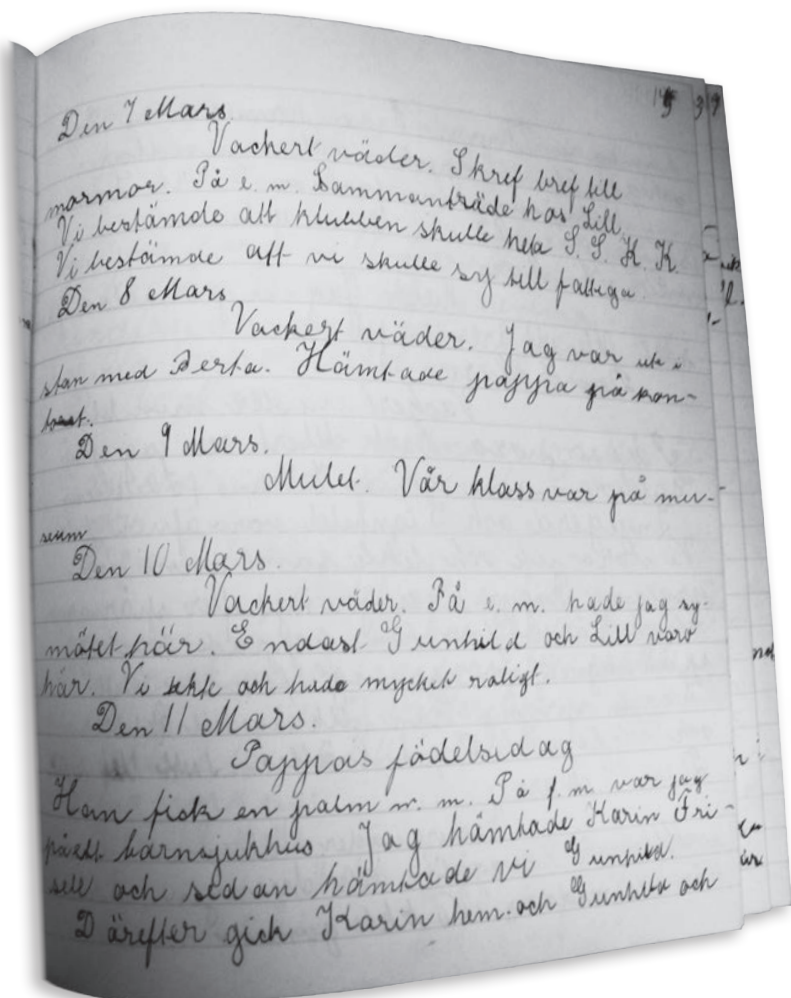 Den 7 Mars.
Vackert väder. Skref bref till
mormor. På e. m. Sammanträde hos Lill.
Vi bestämde att klubben skulle heta S. S. K. K.
Vi bestämde att vi skulle sy till fattiga.
Den 8 Mars
Vackert väder. Jag var ute i
stan med Berta. Hämtade pappa på kon-
toret.
Den 9 Mars.
Mulet. Vår klass var på mu-
seum
Den 10 Mars.
Vackert väder. På e. m. hade jag sy-
mötet här. Endast Gunhild och Lill voro
här. Vi lekte och hade mycket roligt.
Den 11 Mars.
Pappas födelsedag
Han fick en palm m. m. På f. m. var jag
på ett barnsjukhus Jag hämtade Karin Fri-
sell och sedan hämtade vi Gunhild.
Därefter gick Karin hem och Gunhild och